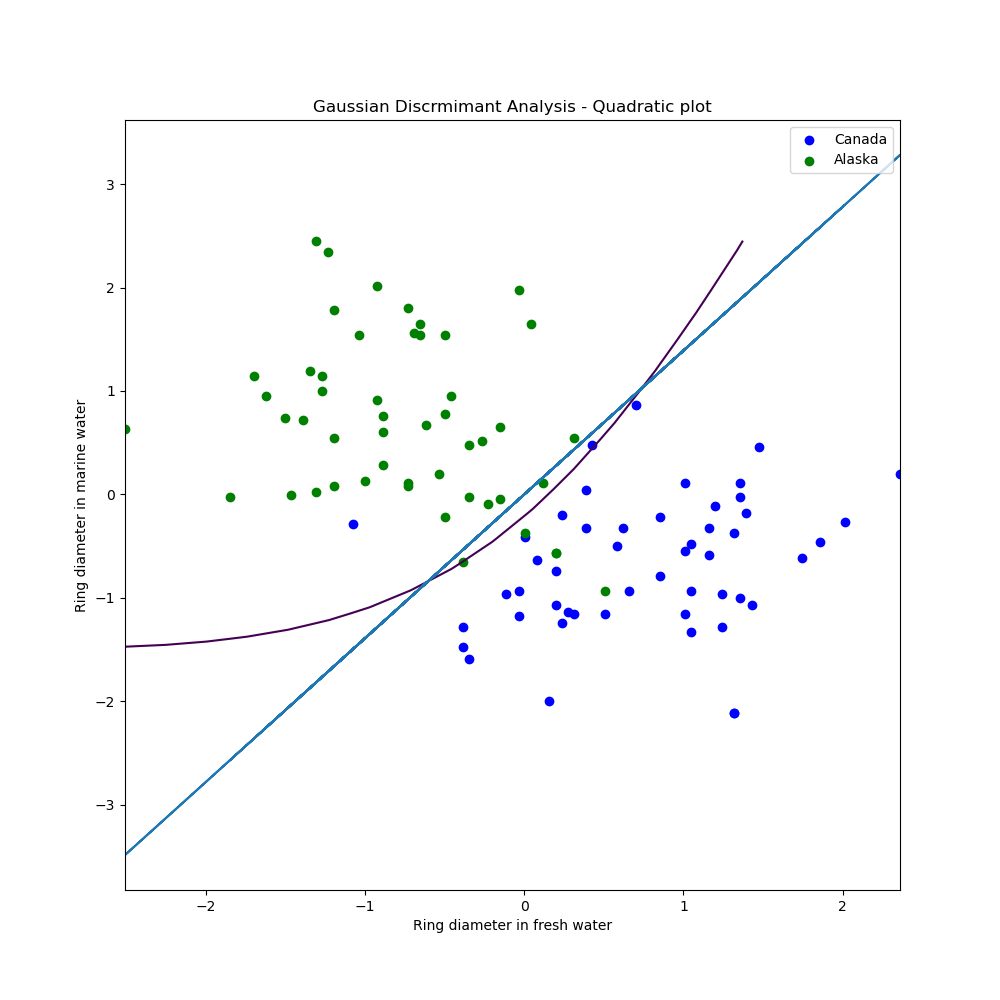 Gaussian Discrmimant Analysis - Quadratic plot
Canada
Alaska
3
2
1
0
−1
−2
−3
Ring diameter in marine water
−2
−1
0
1
2
Ring diameter in fresh water